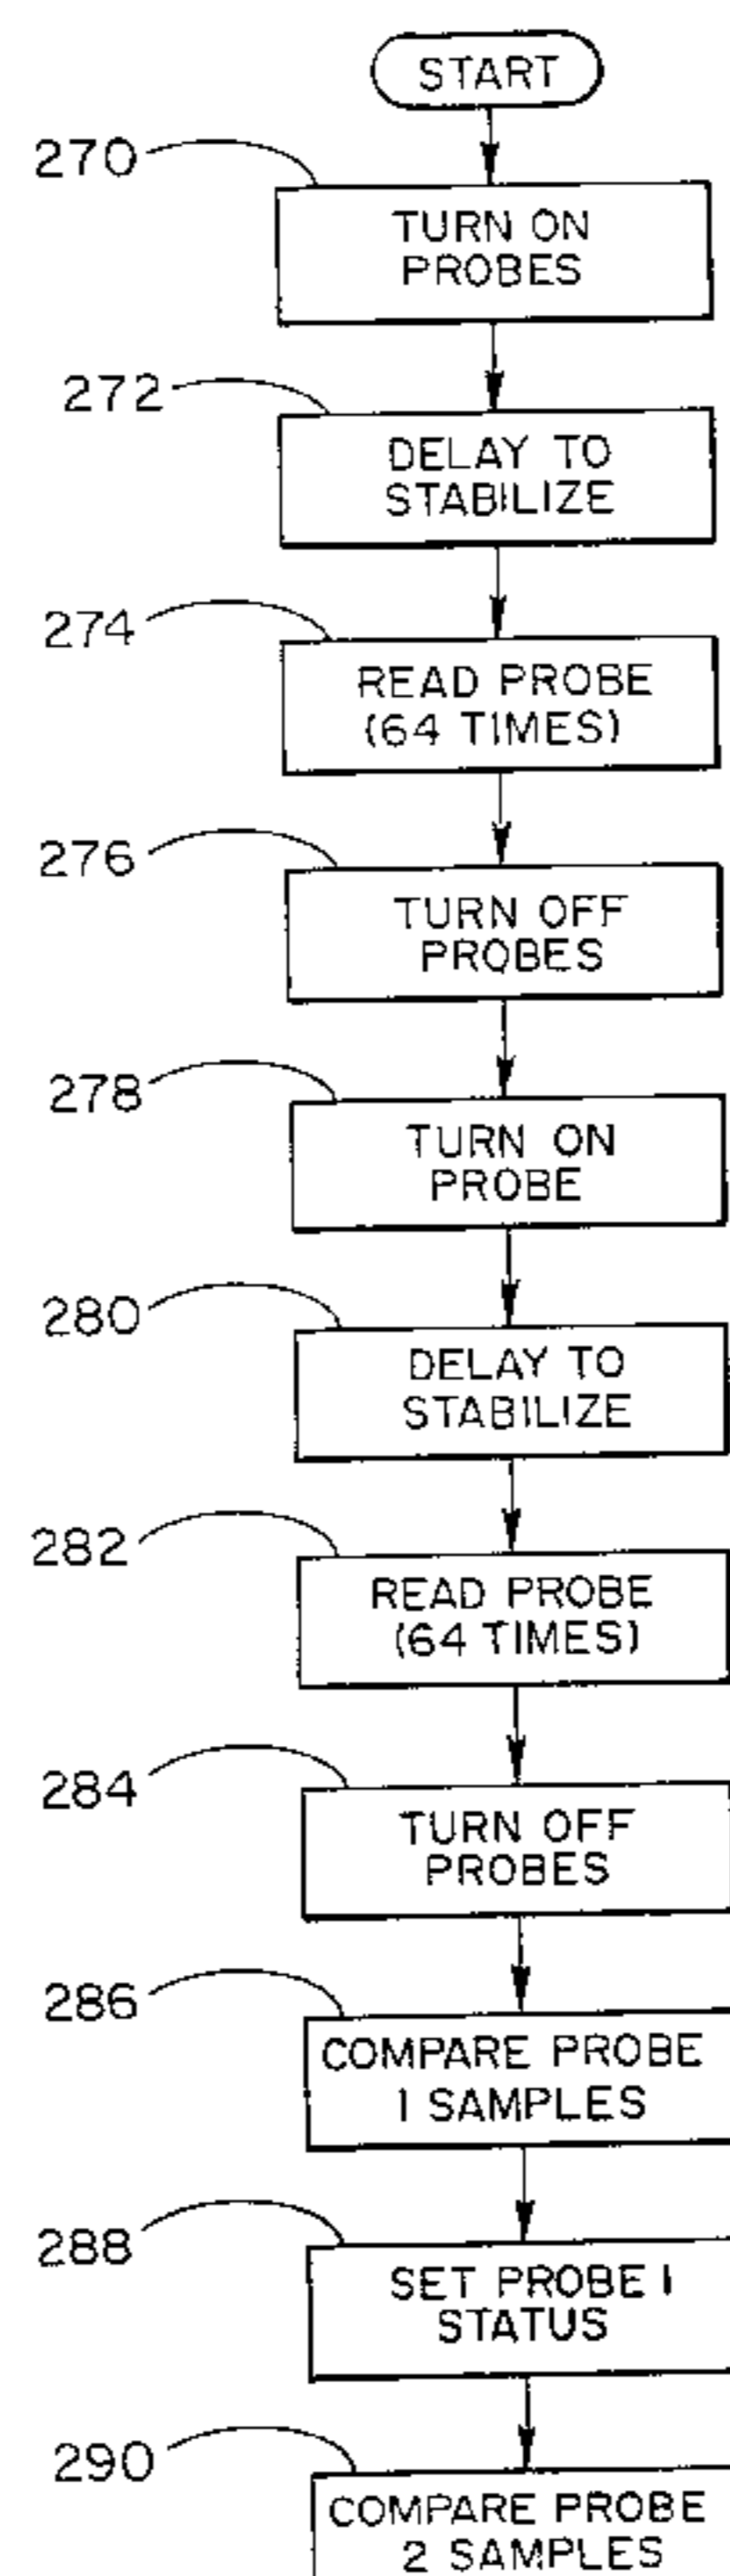 START
270
TURN ON
PROBES
272
DELAY TO
STABILIZE
274
READ PROBE
(64 TIMES)
276
TURN OFF
PROBES
278
TURN ON
PROBE
280
DELAY TO
STABILIZE
282
READ PROBE
(64 TIMES)
284
TURN OFF
PROBES
286
COMPARE PROBE
1 SAMPLES
288
SET PROBE 1
STATUS
290
COMPARE PROBE
2 SAMPLES